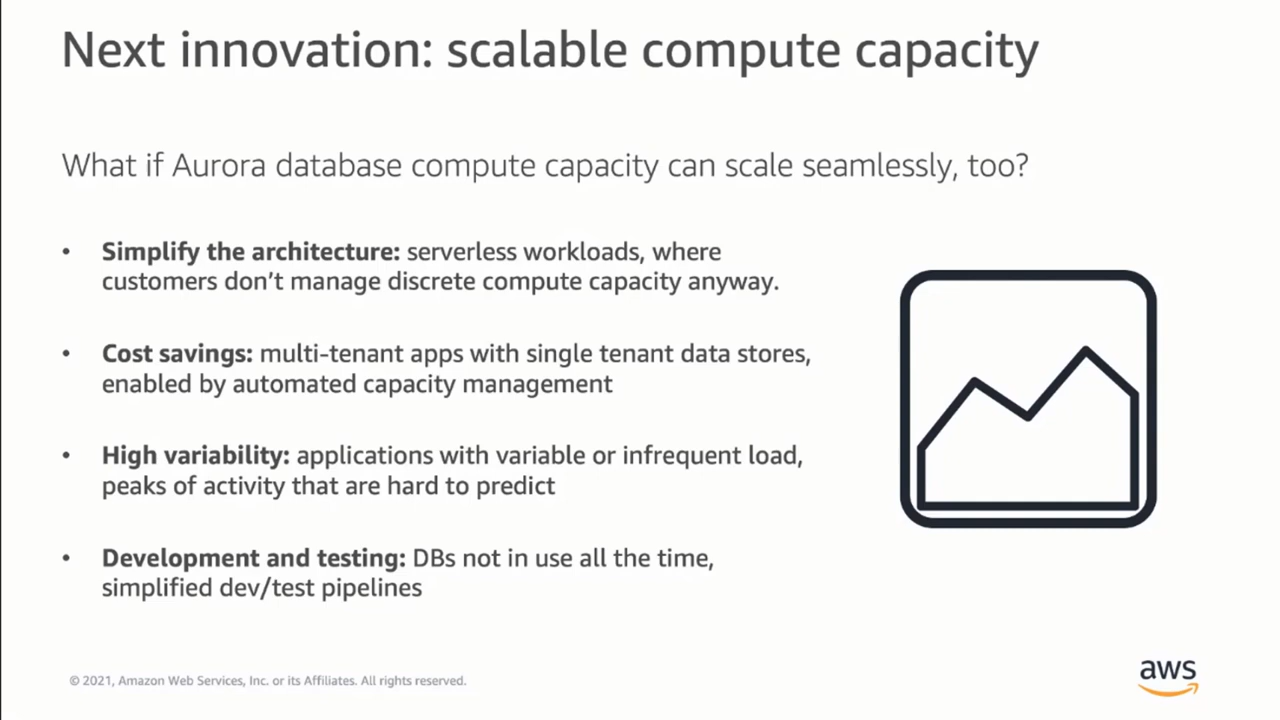 Next innovation: scalable compute capacity
What if Aurora database compute capacity can scale seamlessly, too?
• Simplify the architecture: serverless workloads, where
customers don’t manage discrete compute capacity anyway.
• Cost savings: multi-tenant apps with single tenant data stores,
enabled by automated capacity management
• High variability: applications with variable or infrequent load,
peaks of activity that are hard to predict
• Development and testing: DBs not in use all the time,
simplified dev/test pipelines
© 2021, Amazon Web Services, Inc. or its Affiliates. All rights reserved.
aws